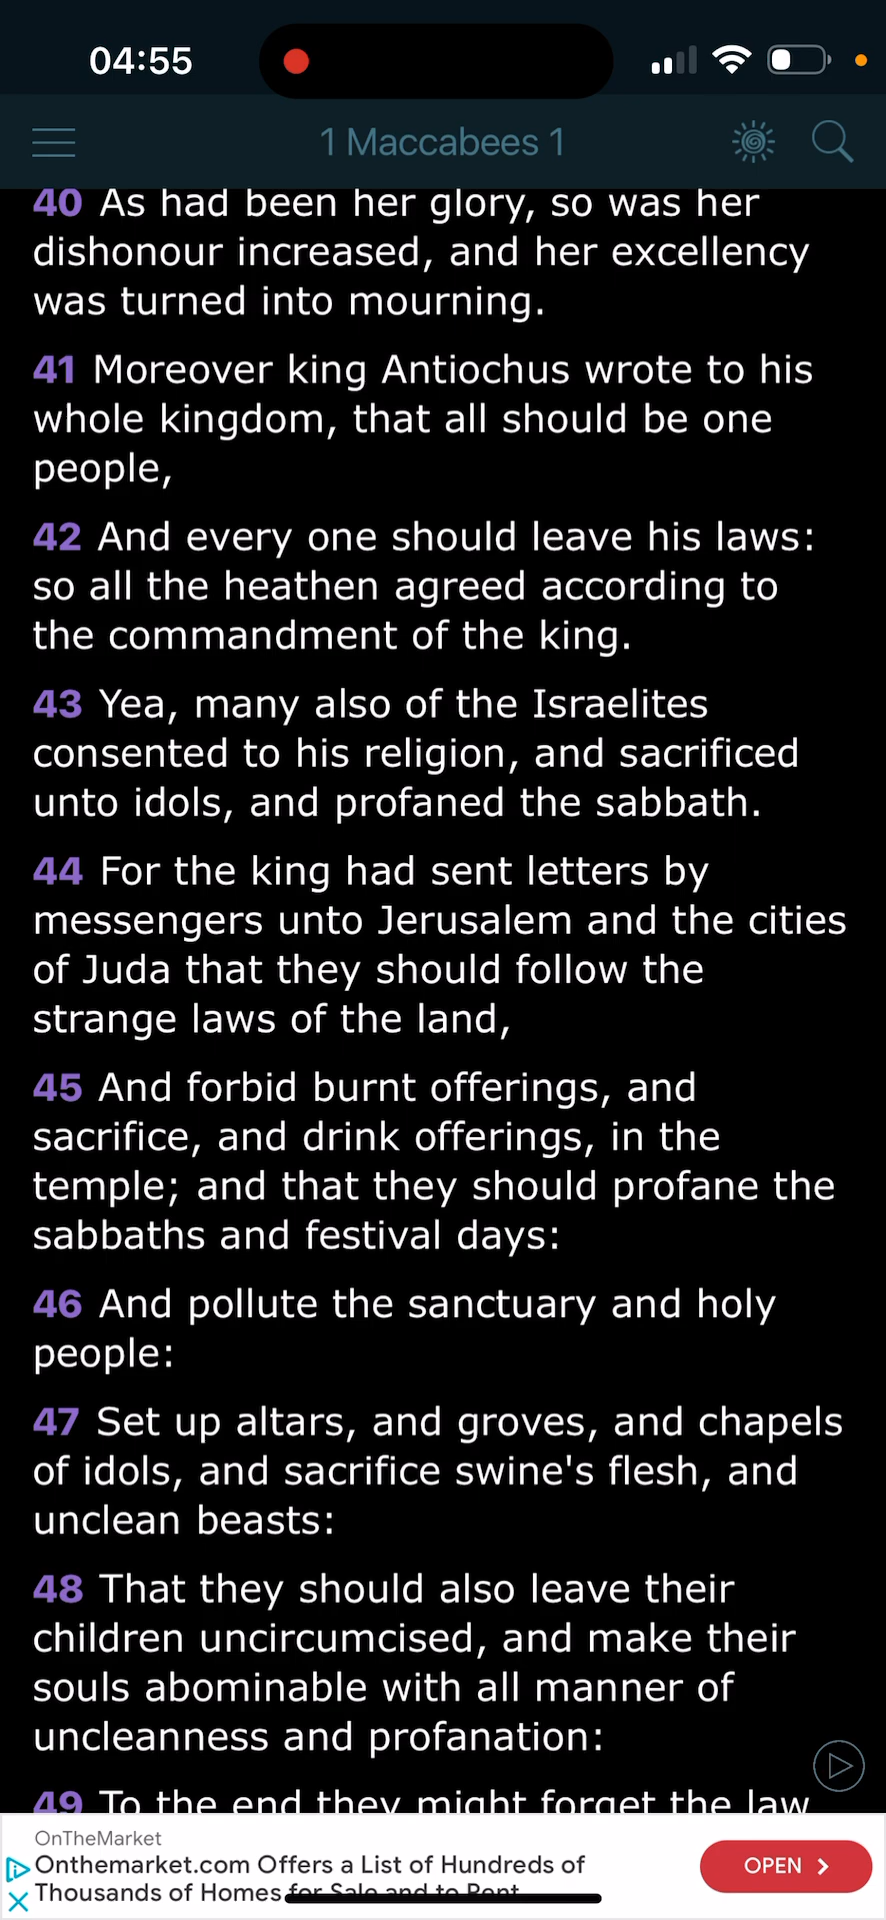 04:55
1 Maccabees 1
40 As had been her glory, so was her
dishonour increased, and her excellency
was turned into mourning.
41 Moreover king Antiochus wrote to his
whole kingdom, that all should be one
people,
42 And every one should leave his laws:
so all the heathen agreed according to
the commandment of the king.
43 Yea, many also of the Israelites
consented to his religion, and sacrificed
unto idols, and profaned the sabbath.
44 For the king had sent letters by
messengers unto Jerusalem and the cities
of Juda that they should follow the
strange laws of the land,
45 And forbid burnt offerings, and
sacrifice, and drink offerings, in the
temple; and that they should profane the
sabbaths and festival days:
46 And pollute the sanctuary and holy
people:
47 Set up altars, and groves, and chapels
of idols, and sacrifice swine's flesh, and
unclean beasts:
48 That they should also leave their
children uncircumcised, and make their
souls abominable with all manner of
uncleanness and profanation:
49 To the end they might forget the law
OnTheMarket
Onthemarket.com Offers a List of Hundreds of
Thousands of Homes for Sale and to Rent
OPEN